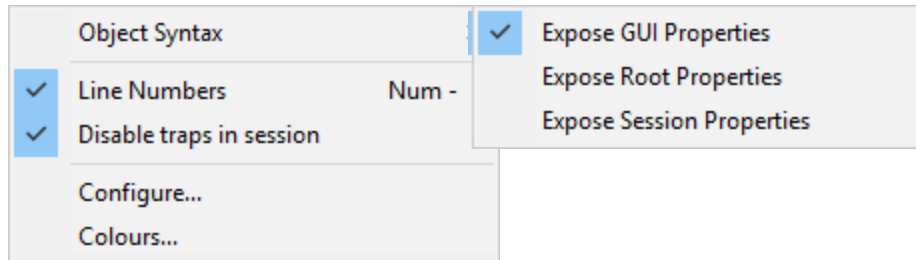 Object Syntax
Expose GUI Properties
Expose Root Properties
Expose Session Properties
Line Numbers Num -
Disable traps in session
Configure...
Colours...